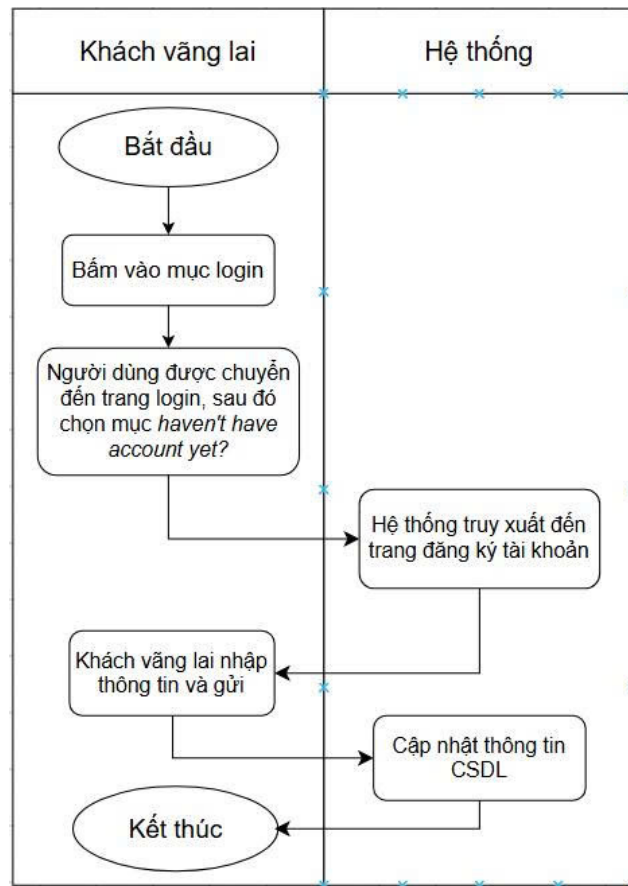 Khách vãng lai
Hệ thống
Bắt đầu
Bấm vào mục login
Người dùng được chuyển
đến trang login, sau đó
chọn mục haven't have
account yet?
Hệ thống truy xuất đến
trang đăng ký tài khoản
Khách vãng lai nhập
thông tin và gửi
Cập nhật thông tin
CSDL
Kết thúc